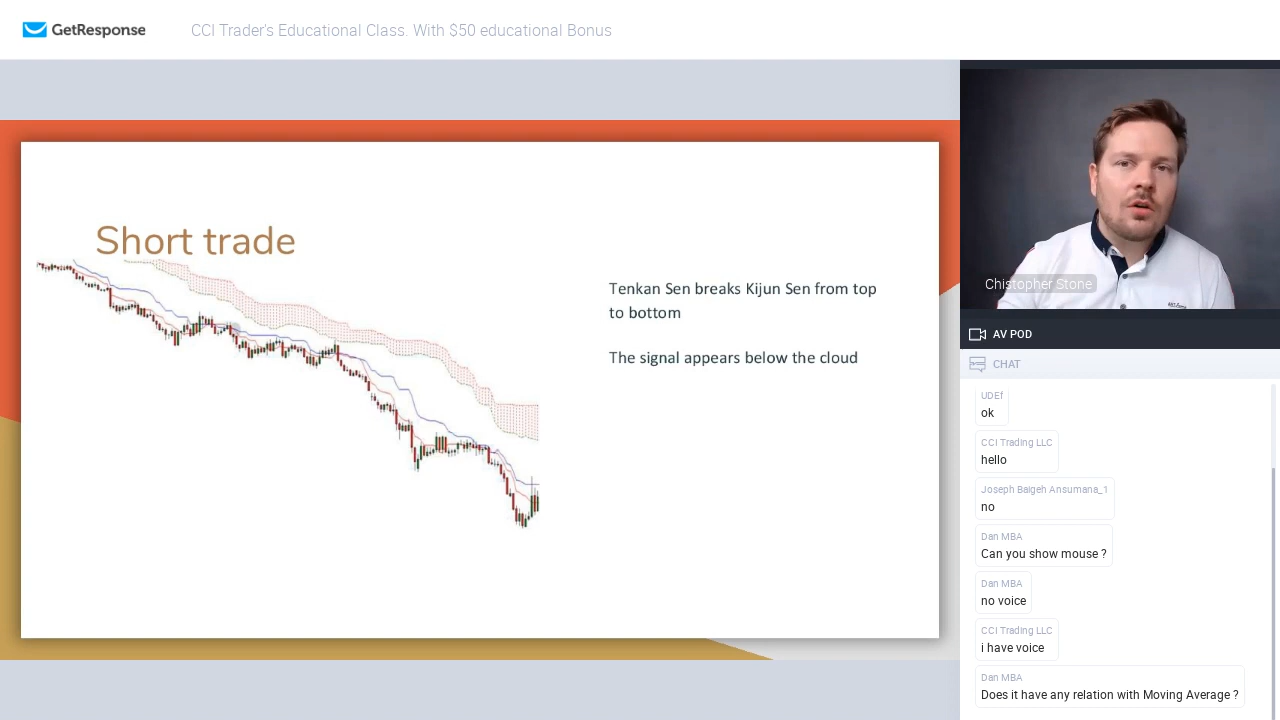 GetResponse
CCI Trader's Educational Class. With $50 educational Bonus
Short trade
Tenkan Sen breaks Kijun Sen from top
to bottom
The signal appears below the cloud
Chistopher Stone
AV POD
CHAT
UDEf
ok
CCI Trading LLC
hello
Joseph Baigeh Ansumana_1
no
Dan MBA
Can you show mouse ?
Dan MBA
no voice
CCI Trading LLC
i have voice
Dan MBA
Does it have any relation with Moving Average ?